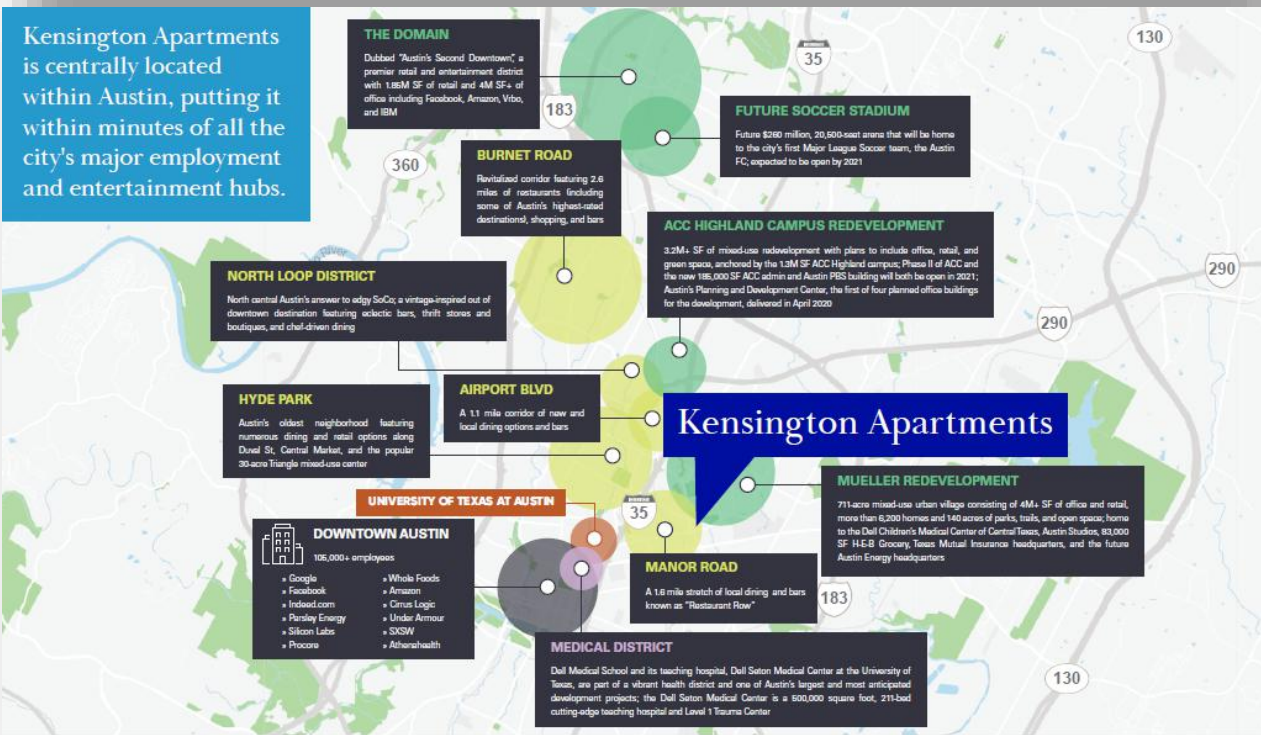 Kensington Apartments
is centrally located
within Austin, putting it
within minutes of all the
city's major employment
and entertainment hubs.
THE DOMAIN
Dubbed "Austin's Second Downtown", a
premier retail and entertainment district
with 1.85M SF of retail and 4M SF+ of
office including Facebook, Amazon, Vrbo,
and IBM
183
35
130
FUTURE SOCCER STADIUM
Future $260 million, 20,500-seat arena that will be home
to the city's first Major League Soccer team, the Austin
FC; expected to be open by 2021
360
BURNET ROAD
Revitalized corridor featuring 2.6
miles of restaurants (including
some of Austin's highest-rated
destinations), shopping, and bars
ACC HIGHLAND CAMPUS REDEVELOPMENT
3.2M+ SF of mixed-use redevelopment with plans to include office, retail, and
green space, anchored by the 1.3M SF ACC Highland campus; Phase II of ACC and
the new 185,000 SF ACC admin and Austin PBS building will both be open in 2021;
Austin's Planning and Development Center, the first of four planned office buildings
for the development, delivered in April 2020
River
290
NORTH LOOP DISTRICT
North central Austin's answer to edgy SoCo; a vintage-inspired out of
downtown destination featuring eclectic bars, thrift stores and
boutiques, and chef-driven dining
290
HYDE PARK
Austin's oldest neighborhood featuring
numerous dining and retail options along
Duval St, Central Market, and the popular
30-acre Triangle mixed-use center
AIRPORT BLVD
A 1.1 mile corridor of new and
local dining options and bars
Kensington Apartments
MUELLER REDEVELOPMENT
711-acre mixed-use urban village consisting of 4M+ SF of office and retail,
more than 6,200 homes and 140 acres of parks, trails, and open space; home
to the Dell Children's Medical Center of Central Texas, Austin Studios, 83,000
SF H-E-B Grocery, Texas Mutual Insurance headquarters, and the future
Austin Energy headquarters
UNIVERSITY OF TEXAS AT AUSTIN
35
DOWNTOWN AUSTIN
105,000+ employees
» Google
» Facebook
» Indeed.com
» Parsley Energy
» Silicon Labs
» Procore
» Whole Foods
» Amazon
» Cirrus Logic
» Under Armour
» SXSW
» Athenahealth
MANOR ROAD
A 1.6 mile stretch of local dining and bars
known as "Restaurant Row"
183
MEDICAL DISTRICT
Dell Medical School and its teaching hospital, Dell Seton Medical Center at the University of
Texas, are part of a vibrant health district and one of Austin's largest and most anticipated
development projects; the Dell Seton Medical Center is a 500,000 square foot, 211-bed
cutting-edge teaching hospital and Level 1 Trauma Center
130